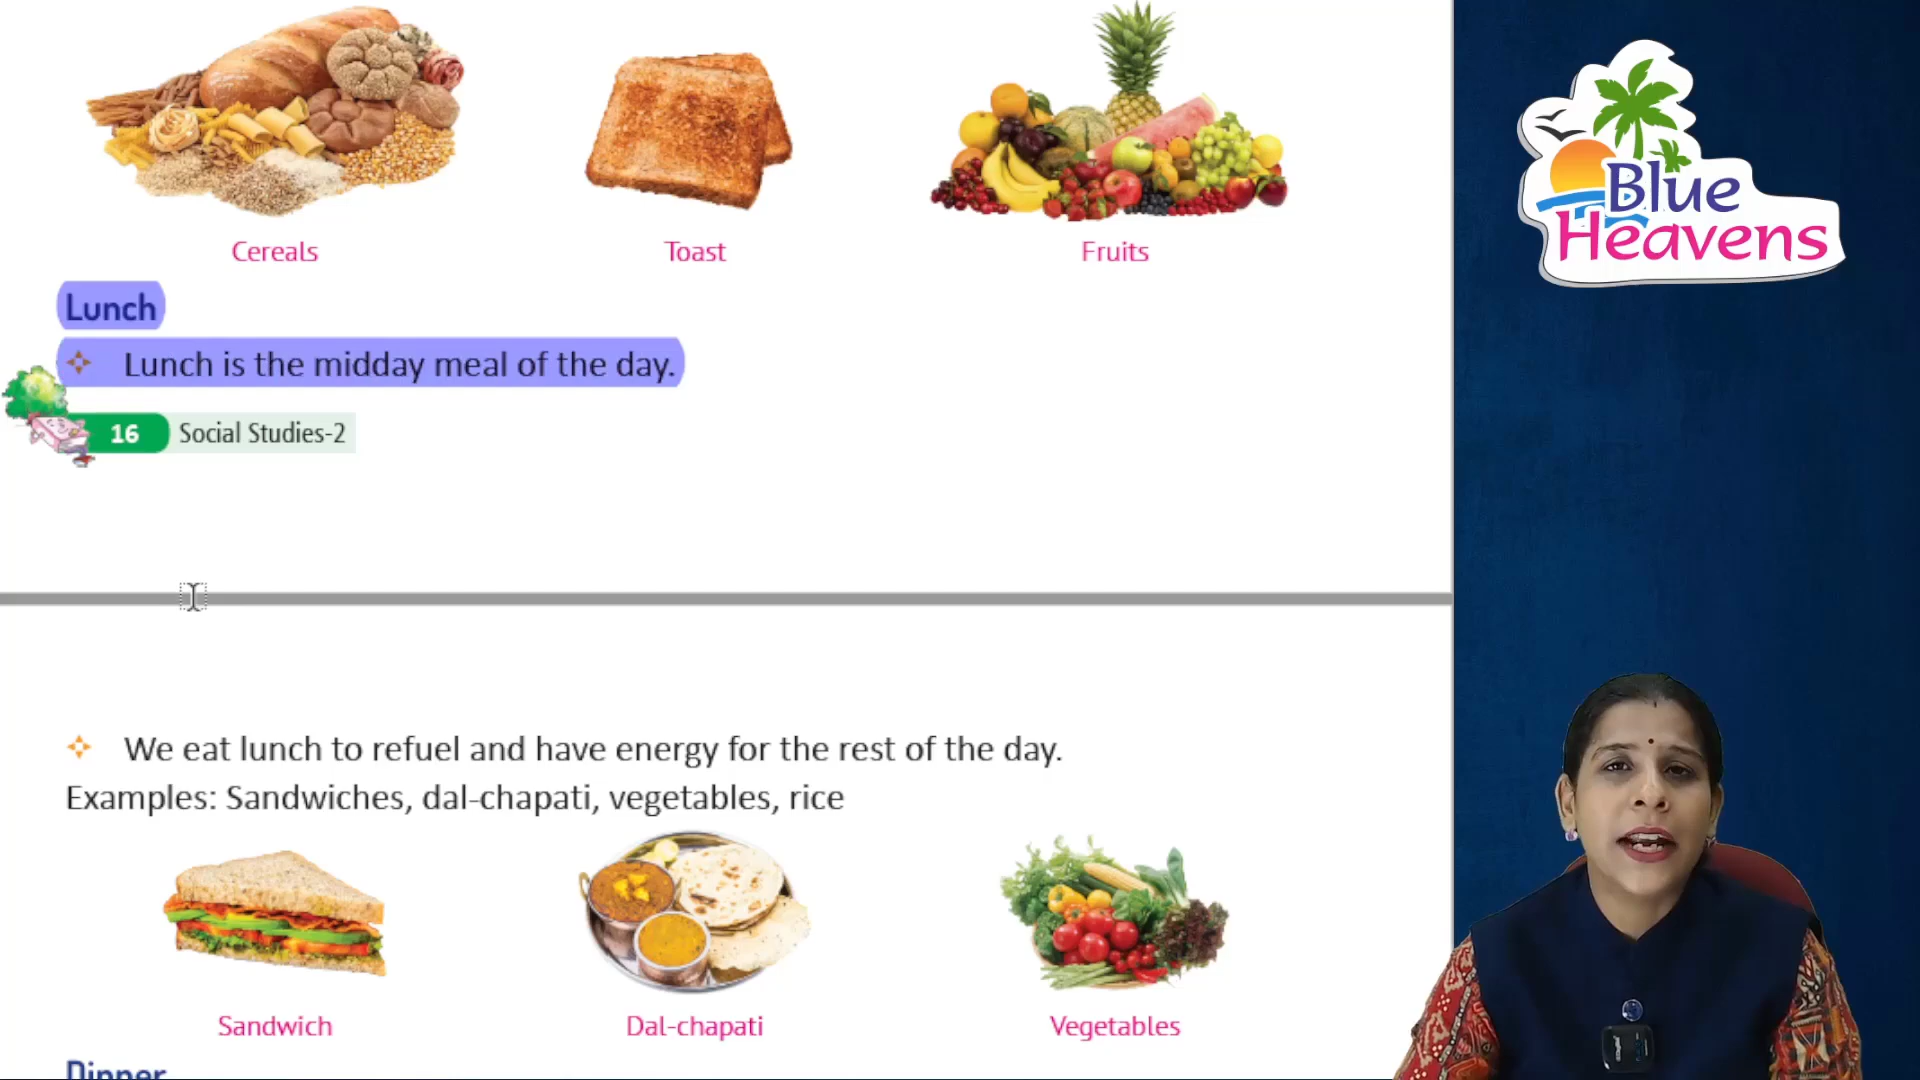 Cereals
Toast
Fruits
Lunch
Lunch is the midday meal of the day.
16 Social Studies-2
We eat lunch to refuel and have energy for the rest of the day.
Examples: Sandwiches, dal-chapati, vegetables, rice
Sandwich
Dal-chapati
Vegetables
Dinner
Blue
Heavens